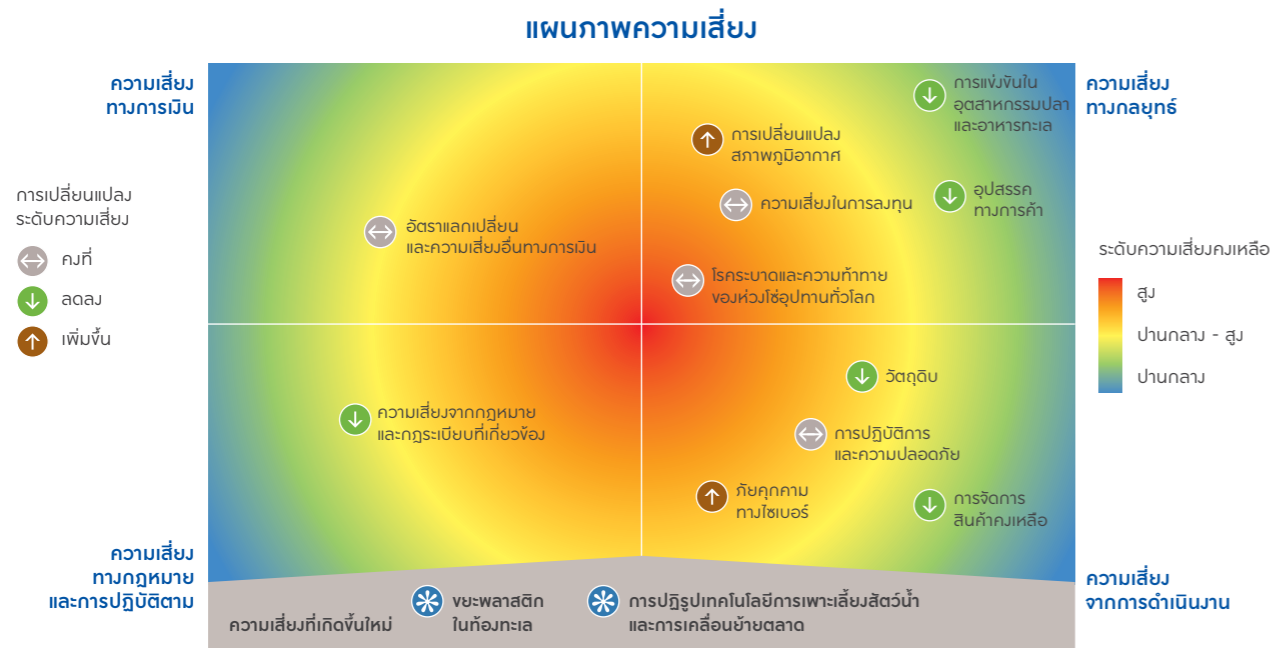 แผนภาพความเสี่ยง
ความเสี่ยง
ทางการเงิน
ความเสี่ยง
ทางกลยุทธ์
การแข่งขันใน
อุตสาหกรรมปลา
และอาหารทะเล
การเปลี่ยนแปลง
สภาพภูมิอากาศ
ความเสี่ยงในการลงทุน
อุปสรรค
ทางการค้า
อัตราแลกเปลี่ยน
และความเสี่ยงอื่นทางการเงิน
โรคระบาดและความท้าทาย
ของห่วงโซ่อุปทานทั่วโลก
การเปลี่ยนแปลง
ระดับความเสี่ยง
คงที่
ลดลง
เพิ่มขึ้น
ระดับความเสี่ยงคงเหลือ
สูง
ปานกลาง - สูง
ปานกลาง
ความเสี่ยงจากกฎหมาย
และกฎระเบียบที่เกี่ยวข้อง
วัตถุดิบ
การปฏิบัติการ
และความปลอดภัย
ภัยคุกคาม
ทางไซเบอร์
การจัดการ
สินค้าคงเหลือ
ความเสี่ยง
ทางกฎหมาย
และการปฏิบัติตาม
ความเสี่ยง
จากการดำเนินงาน
ความเสี่ยงที่เกิดขึ้นใหม่
ขยะพลาสติก
ในท้องทะเล
การปฏิรูปเทคโนโลยีการเพาะเลี้ยงสัตว์น้ำ
และการเคลื่อนย้ายตลาด